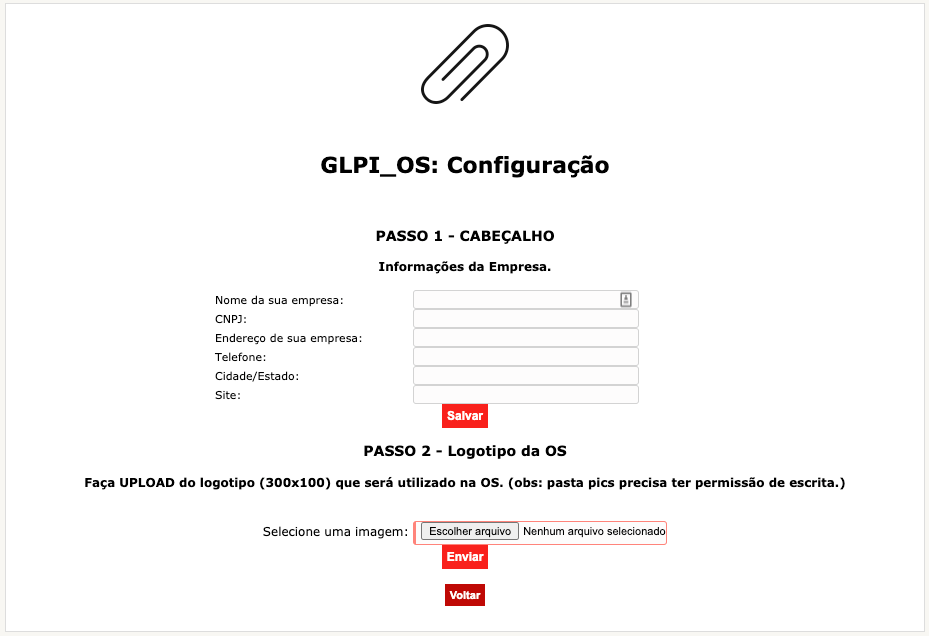 GLPI_OS: Configuração
PASSO 1 - CABEÇALHO
Informações da Empresa.
Nome da sua empresa:
CNPJ:
Endereço de sua empresa:
Telefone:
Cidade/Estado:
Site:
Salvar
PASSO 2 - Logotipo da OS
Faça UPLOAD do logotipo (300x100) que será utilizado na OS. (obs: pasta pics precisa ter permissão de escrita.)
Selecione uma imagem: Escolher arquivo Nenhum arquivo selecionado
Enviar
Voltar